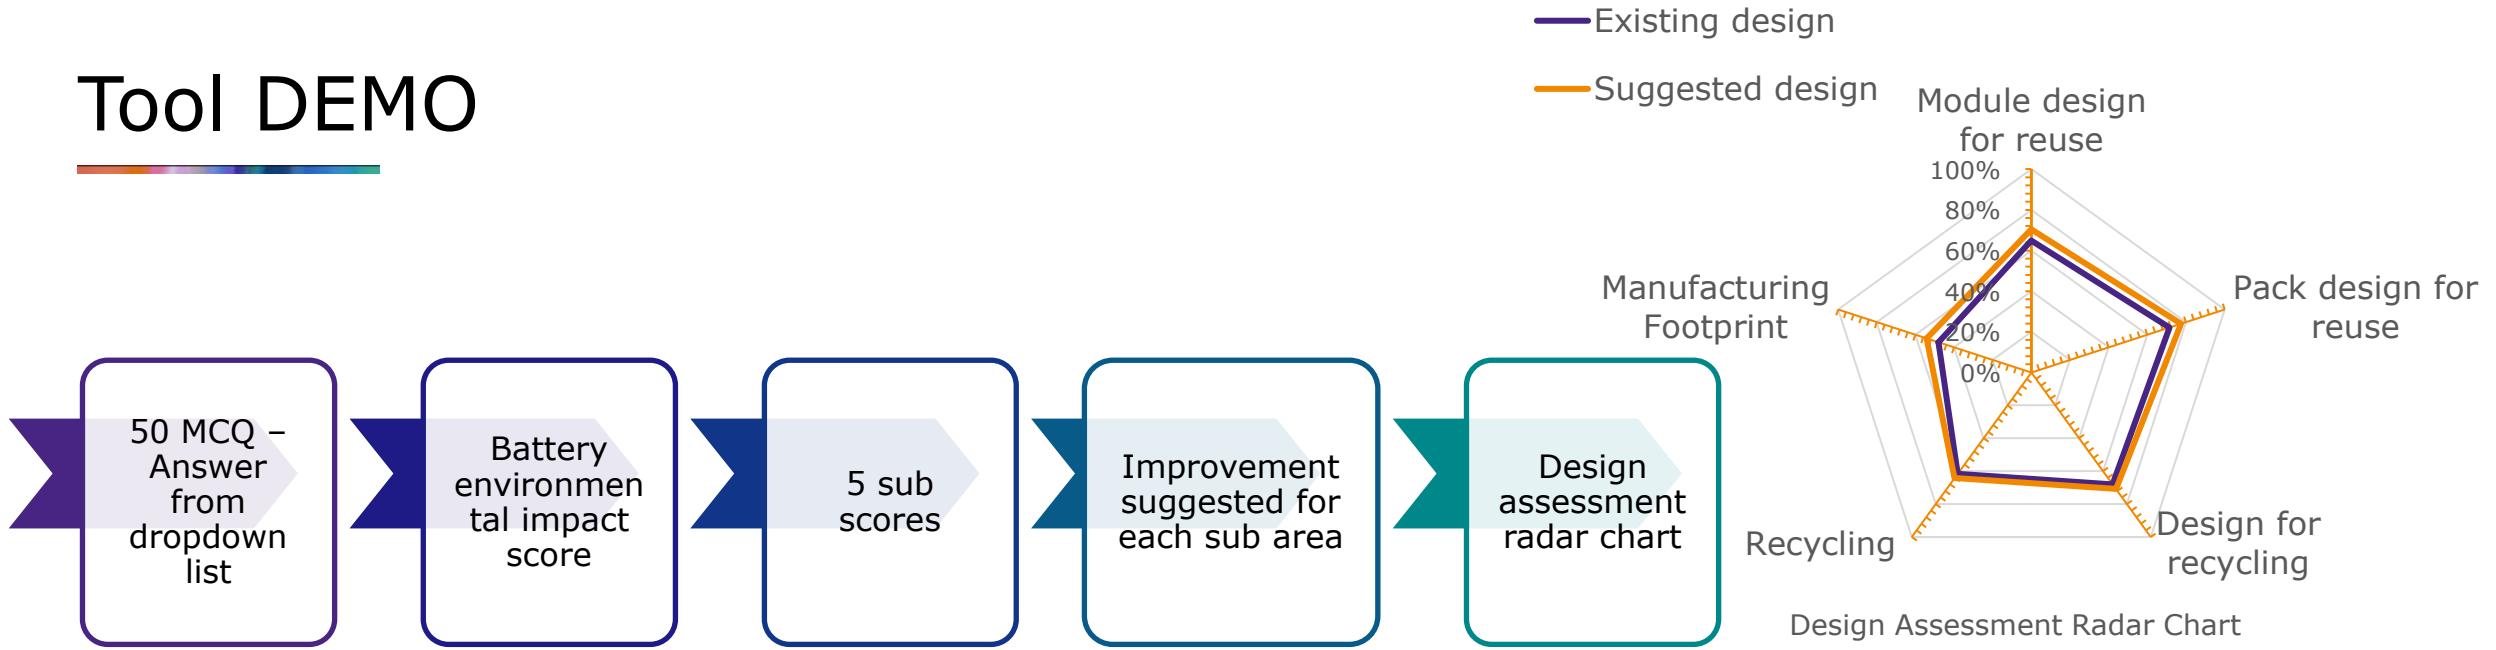 Tool DEMO
50 MCQ –
Answer
from
dropdown
list
Battery
environmen
tal impact
score
5 sub
scores
Improvement
suggested for
each sub area
Design
assessment
radar chart
Existing design
Suggested design
Module design
for reuse
100%
80%
60%
40%
20%
0%
Pack design for
reuse
Design for
recycling
Recycling
Manufacturing
Footprint
Design Assessment Radar Chart